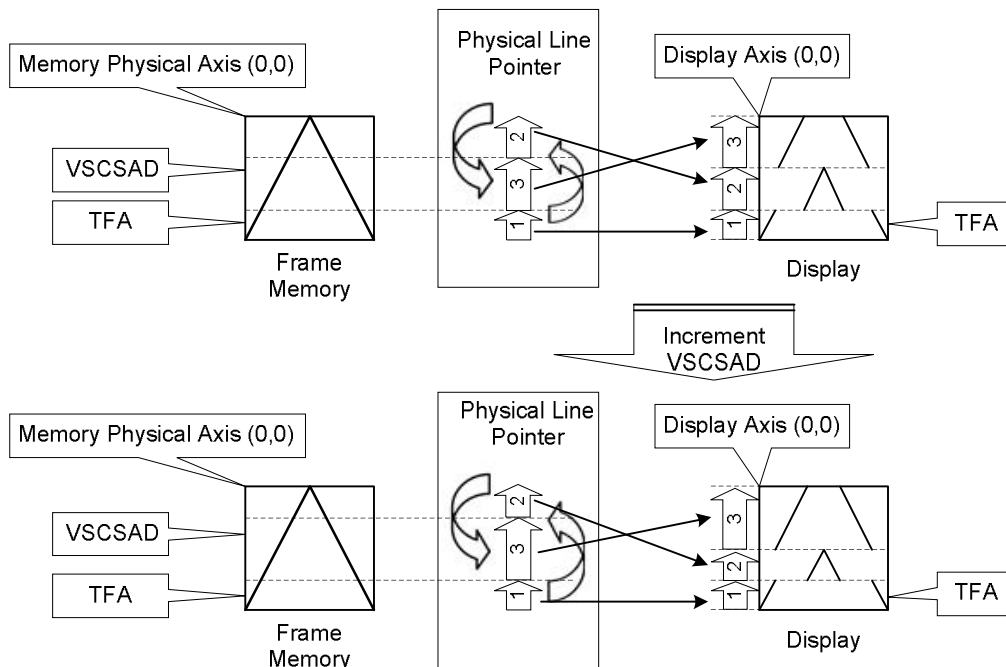 Physical Line
Pointer
Memory Physical Axis (0,0)
Display Axis (0,0)
VSCSAD
TFA
2
3
1
3
2
1
TFA
Frame
Memory
Display
Increment
VSCSAD
Physical Line
Pointer
Memory Physical Axis (0,0)
Display Axis (0,0)
VSCSAD
TFA
2
3
1
3
2
1
TFA
Frame
Memory
Display